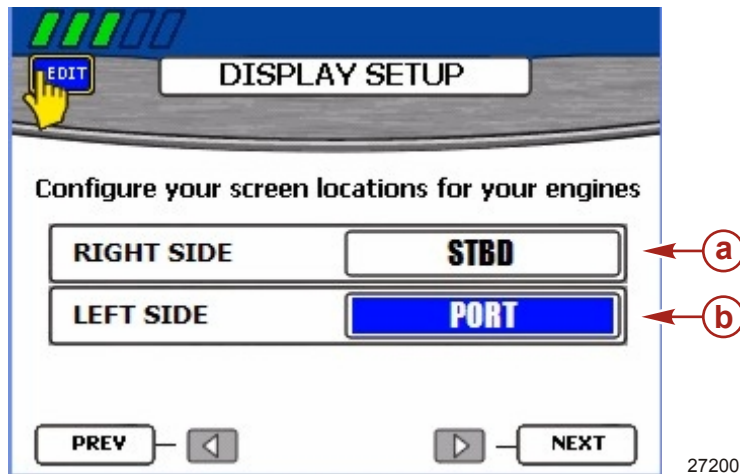 EDIT
DISPLAY SETUP
Configure your screen locations for your engines
RIGHT SIDE STBD a
LEFT SIDE PORT b
PREV NEXT
27200